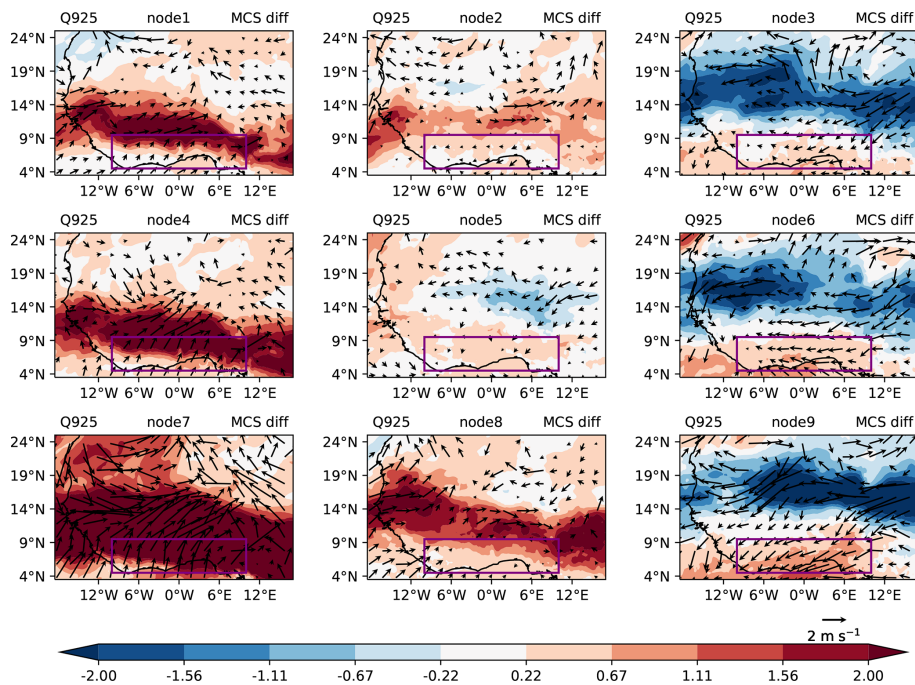 Q925 node1 MCS diff
Q925 node2 MCS diff
Q925 node3 MCS diff
24°N
19°N
14°N
9°N
4°N
24°N
19°N
14°N
9°N
4°N
24°N
19°N
14°N
9°N
4°N
12°W 6°W 0°W 6°E 12°E
12°W 6°W 0°W 6°E 12°E
12°W 6°W 0°W 6°E 12°E
Q925 node4 MCS diff
Q925 node5 MCS diff
Q925 node6 MCS diff
24°N
19°N
14°N
9°N
4°N
24°N
19°N
14°N
9°N
4°N
24°N
19°N
14°N
9°N
4°N
12°W 6°W 0°W 6°E 12°E
12°W 6°W 0°W 6°E 12°E
12°W 6°W 0°W 6°E 12°E
Q925 node7 MCS diff
Q925 node8 MCS diff
Q925 node9 MCS diff
24°N
19°N
14°N
9°N
4°N
24°N
19°N
14°N
9°N
4°N
24°N
19°N
14°N
9°N
4°N
12°W 6°W 0°W 6°E 12°E
12°W 6°W 0°W 6°E 12°E
12°W 6°W 0°W 6°E 12°E
2 m s⁻¹
-2.00 -1.56 -1.11 -0.67 -0.22 0.22 0.67 1.11 1.56 2.00